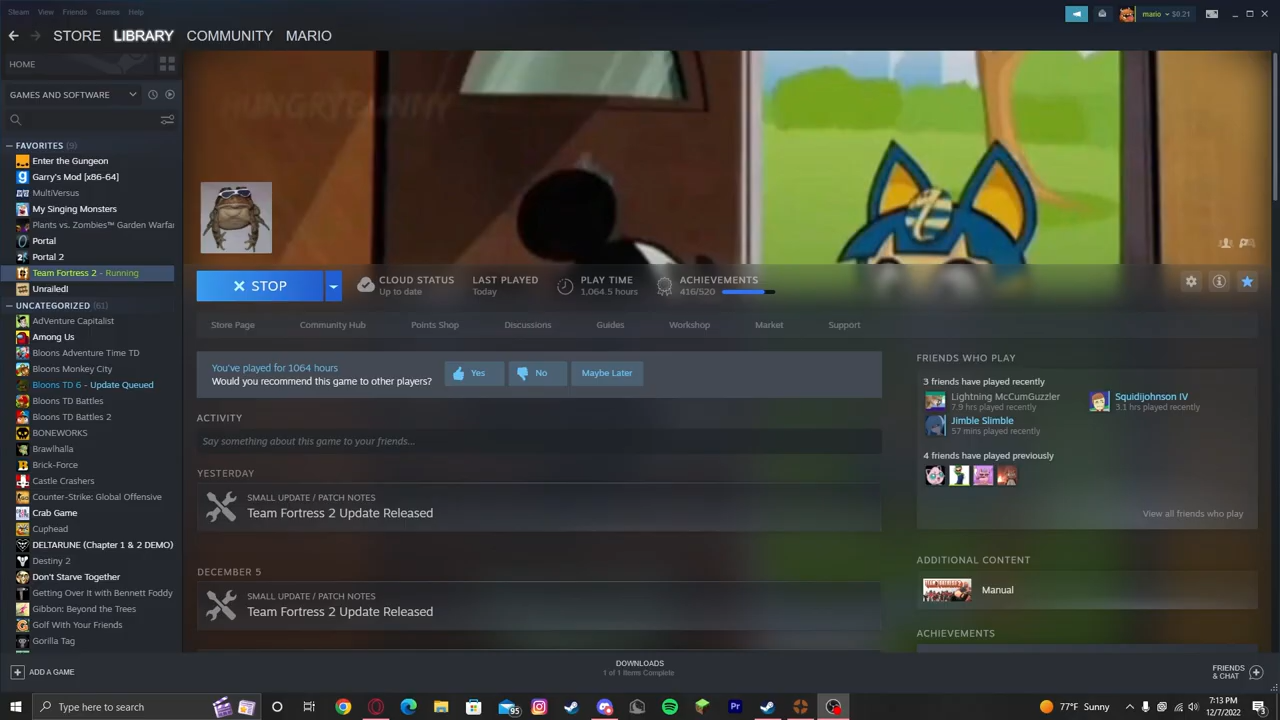 Steam View Friends Games Help
mario $0.21
STORE LIBRARY COMMUNITY MARIO
HOME
GAMES AND SOFTWARE
HUNGRYBUNNY
FAVORITES (9)
Enter the Gungeon
Garry's Mod [x86-64]
MultiVersus
My Singing Monsters
Plants vs. Zombies™ Garden Warfar
Portal
Portal 2
Team Fortress 2 - Running
Unrailed!
UNCATEGORIZED (61)
AdVenture Capitalist
Among Us
Bloons Adventure Time TD
Bloons Monkey City
Bloons TD 6 - Update Queued
Bloons TD Battles
Bloons TD Battles 2
BONEWORKS
Brawlhalla
Brick-Force
Castle Crashers
Counter-Strike: Global Offensive
Crab Game
Cuphead
DELTARUNE (Chapter 1 & 2 DEMO)
Destiny 2
Don't Starve Together
Getting Over It with Bennett Foddy
Gibbon: Beyond the Trees
Golf With Your Friends
Gorilla Tag
ADD A GAME
STOP
CLOUD STATUS
Up to date
LAST PLAYED
Today
PLAY TIME
1,064.5 hours
ACHIEVEMENTS
416/520
Store Page Community Hub Points Shop Discussions Guides Workshop Market Support
You've played for 1064 hours
Would you recommend this game to other players?
Yes No Maybe Later
ACTIVITY
Say something about this game to your friends...
YESTERDAY
SMALL UPDATE / PATCH NOTES
Team Fortress 2 Update Released
DECEMBER 5
SMALL UPDATE / PATCH NOTES
Team Fortress 2 Update Released
FRIENDS WHO PLAY
3 friends have played recently
Lightning McCumGuzzler
7.9 hrs played recently
Squidijohnson IV
3.1 hrs played recently
Jimble Slimble
57 mins played recently
4 friends have played previously
View all friends who play
ADDITIONAL CONTENT
Manual
ACHIEVEMENTS
DOWNLOADS
1 of 1 Items Complete
FRIENDS
& CHAT
Type here to search
95
Pr
77°F Sunny
7:13 PM
12/7/2022